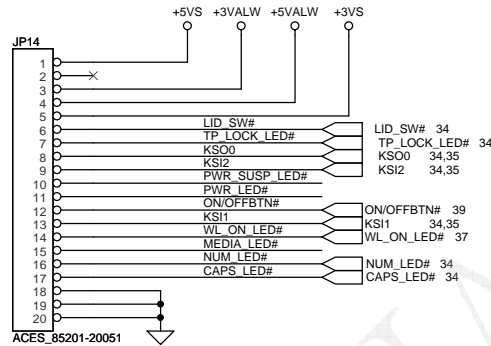 +5VS +3VALW +5VALW +3VS
JP14
1
2
3
4
5
6 LID_SW# LID_SW# 34
7 TP_LOCK_LED# TP_LOCK_LED# 34
8 KSO0 KSO0 34,35
9 KSI2 KSI2 34,35
10 PWR_SUSP_LED#
11 PWR_LED#
12 ON/OFFBTN# ON/OFFBTN# 39
13 KSI1 KSI1 34,35
14 WL_ON_LED# WL_ON_LED# 37
15 MEDIA_LED#
16 NUM_LED# NUM_LED# 34
17 CAPS_LED# CAPS_LED# 34
18
19
20
ACES_85201-20051